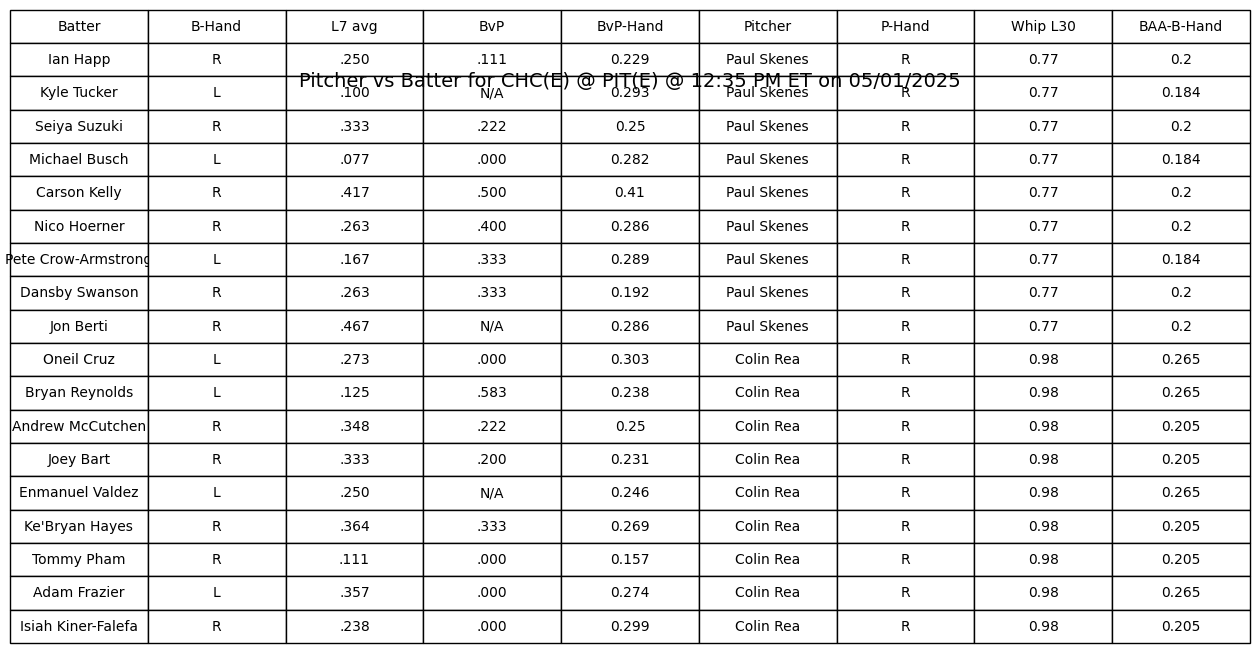 Batter B-Hand L7 avg BvP BvP-Hand Pitcher P-Hand Whip L30 BAA-B-Hand
Ian Happ R .250 .111 0.229 Paul Skenes R 0.77 0.2
Pitcher vs Batter for CHC(E) @ PIT(E) @ 12:35 PM ET on 05/01/2025
Kyle Tucker L .100 N/A 0.293 Paul Skenes R 0.77 0.184
Seiya Suzuki R .333 .222 0.25 Paul Skenes R 0.77 0.2
Michael Busch L .077 .000 0.282 Paul Skenes R 0.77 0.184
Carson Kelly R .417 .500 0.41 Paul Skenes R 0.77 0.2
Nico Hoerner R .263 .400 0.286 Paul Skenes R 0.77 0.2
Pete Crow-Armstrong L .167 .333 0.289 Paul Skenes R 0.77 0.184
Dansby Swanson R .263 .333 0.192 Paul Skenes R 0.77 0.2
Jon Berti R .467 N/A 0.286 Paul Skenes R 0.77 0.2
Oneil Cruz L .273 .000 0.303 Colin Rea R 0.98 0.265
Bryan Reynolds L .125 .583 0.238 Colin Rea R 0.98 0.265
Andrew McCutchen R .348 .222 0.25 Colin Rea R 0.98 0.205
Joey Bart R .333 .200 0.231 Colin Rea R 0.98 0.205
Enmanuel Valdez L .250 N/A 0.246 Colin Rea R 0.98 0.265
Ke'Bryan Hayes R .364 .333 0.269 Colin Rea R 0.98 0.205
Tommy Pham R .111 .000 0.157 Colin Rea R 0.98 0.205
Adam Frazier L .357 .000 0.274 Colin Rea R 0.98 0.265
Isiah Kiner-Falefa R .238 .000 0.299 Colin Rea R 0.98 0.205